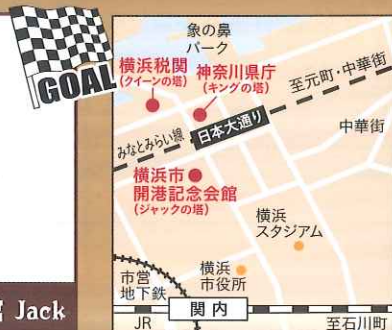 GOAL
象の鼻
パーク
横浜税関
(クイーンの塔)
神奈川県庁
(キングの塔)
至元町・中華街
みなとみらい線
日本大通り
中華街
横浜市
開港記念会館
(ジャックの塔)
横浜
スタジアム
市営
地下鉄
横浜
市役所
関内
JR
至石川町
Jack